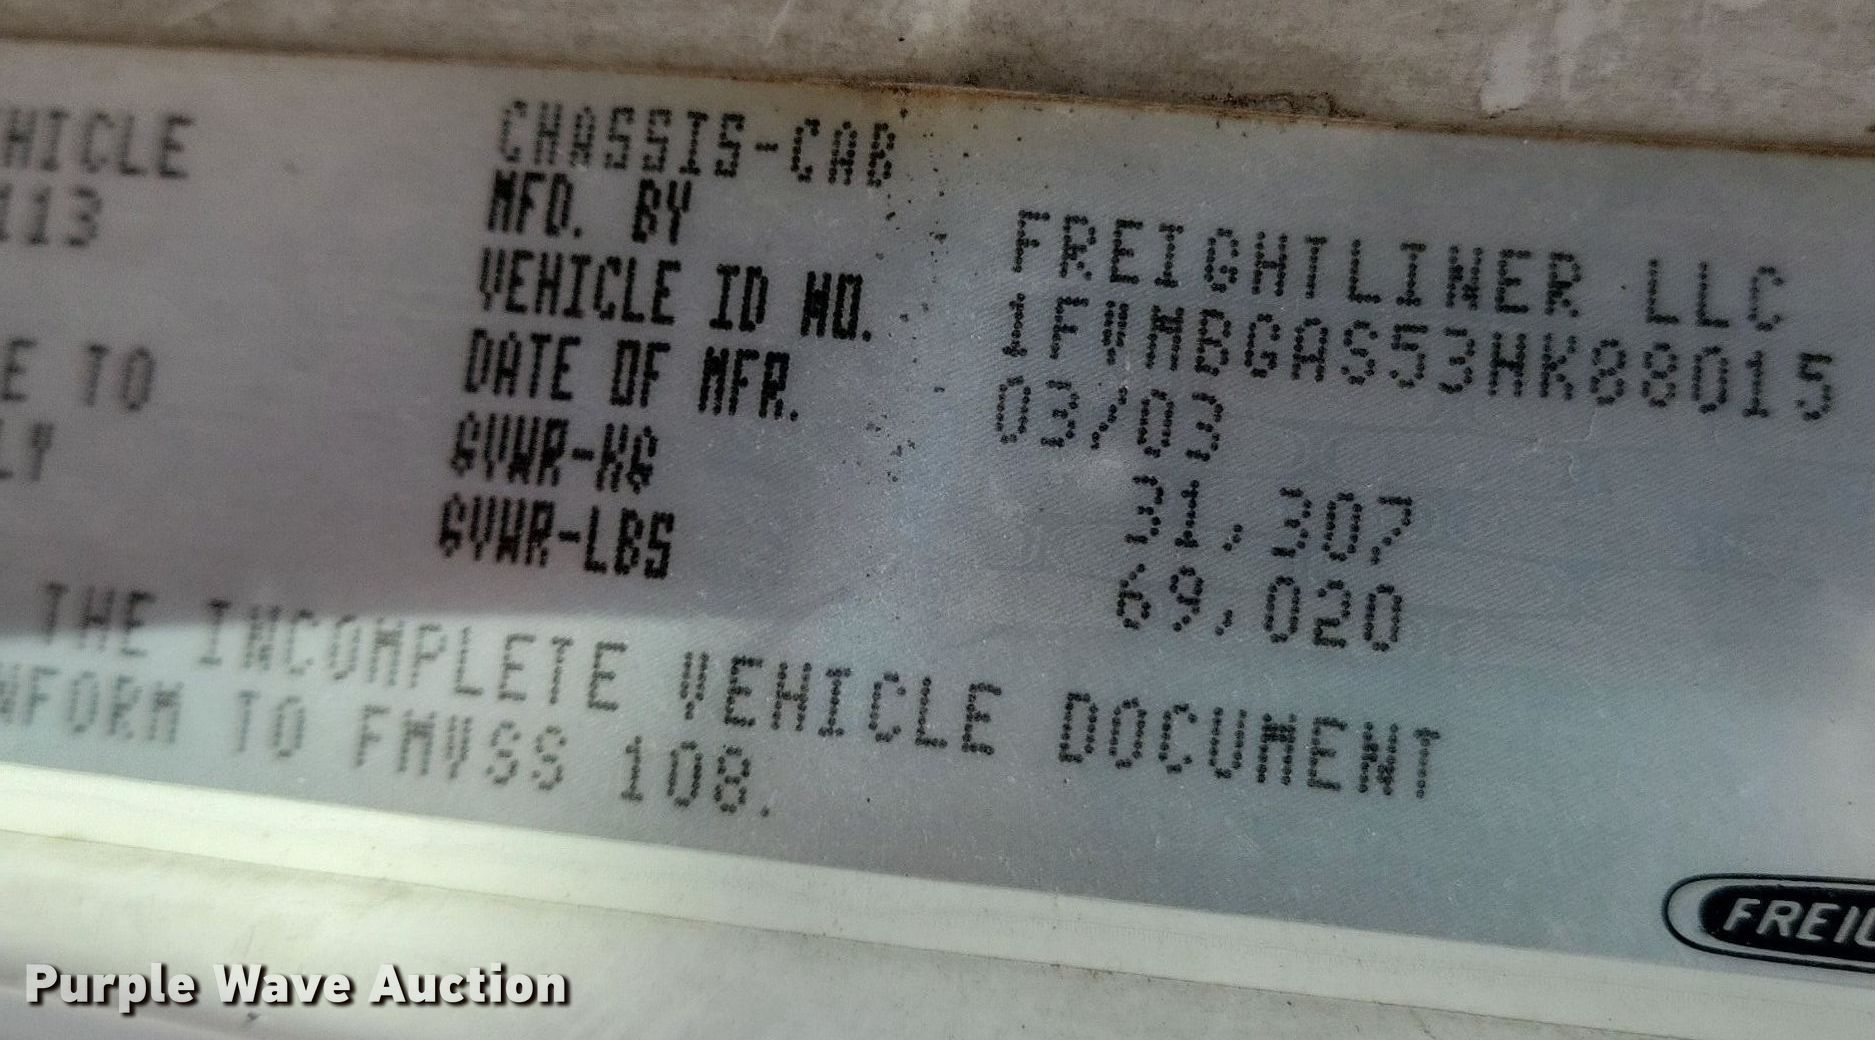 HICLE
113
E TO
LY
CHASSIS-CAB
MFD. BY FREIGHTLINER LLC
VEHICLE ID NO. 1FVMBGAS53HK88015
DATE OF MFR. 03/03
GVWR-KG 31,307
GVWR-LBS 69,020
THE INCOMPLETE VEHICLE DOCUMENT
NFORM TO FMVSS 108.
FREIG
Purple Wave Auction